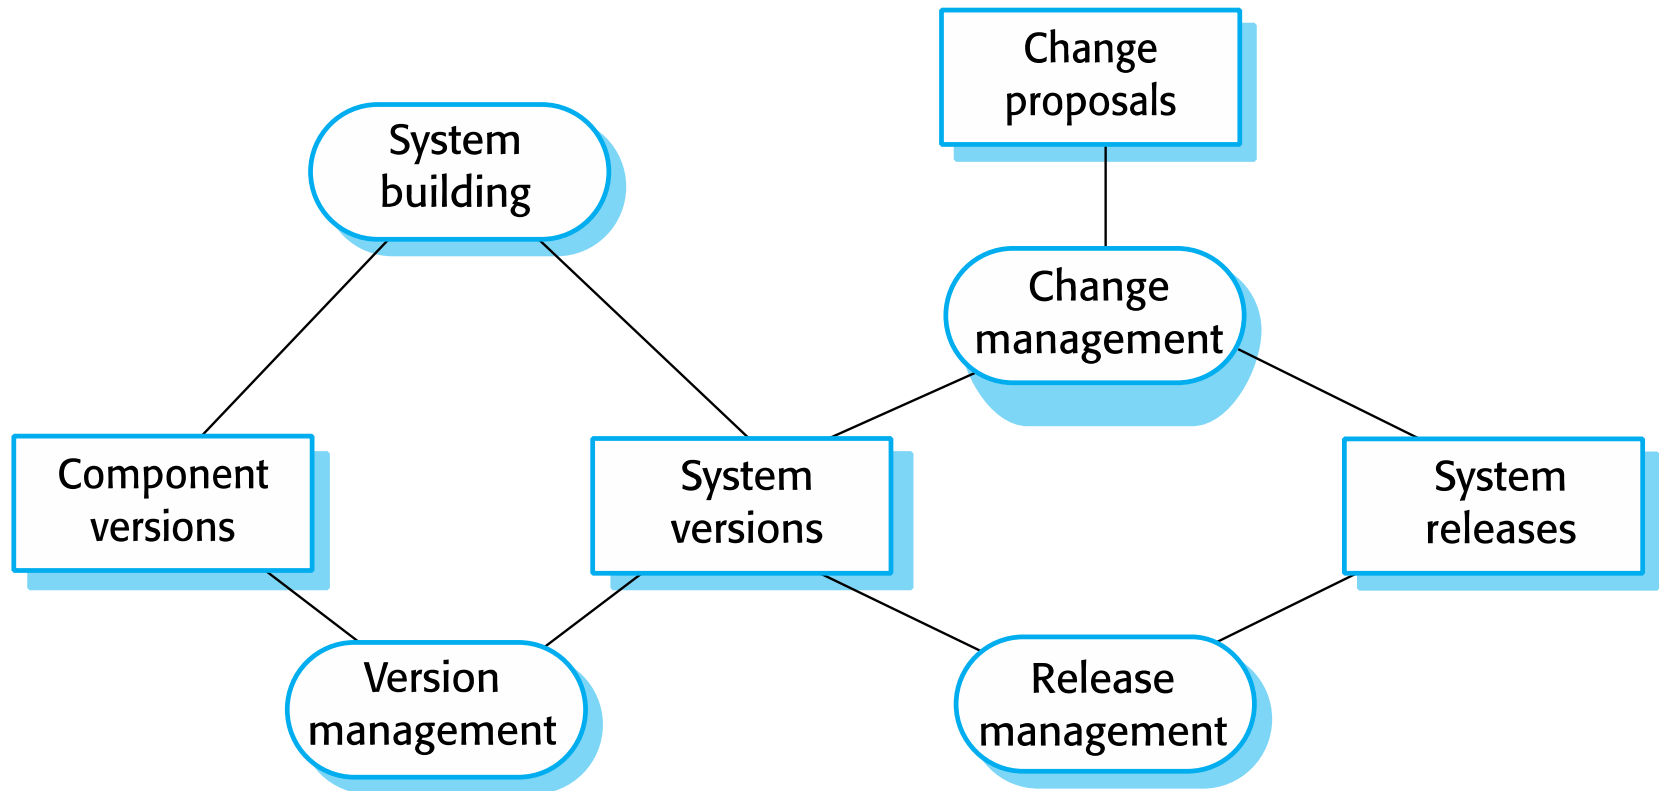 Change
proposals
System
building
Change
management
Component
versions
System
versions
System
releases
Version
management
Release
management